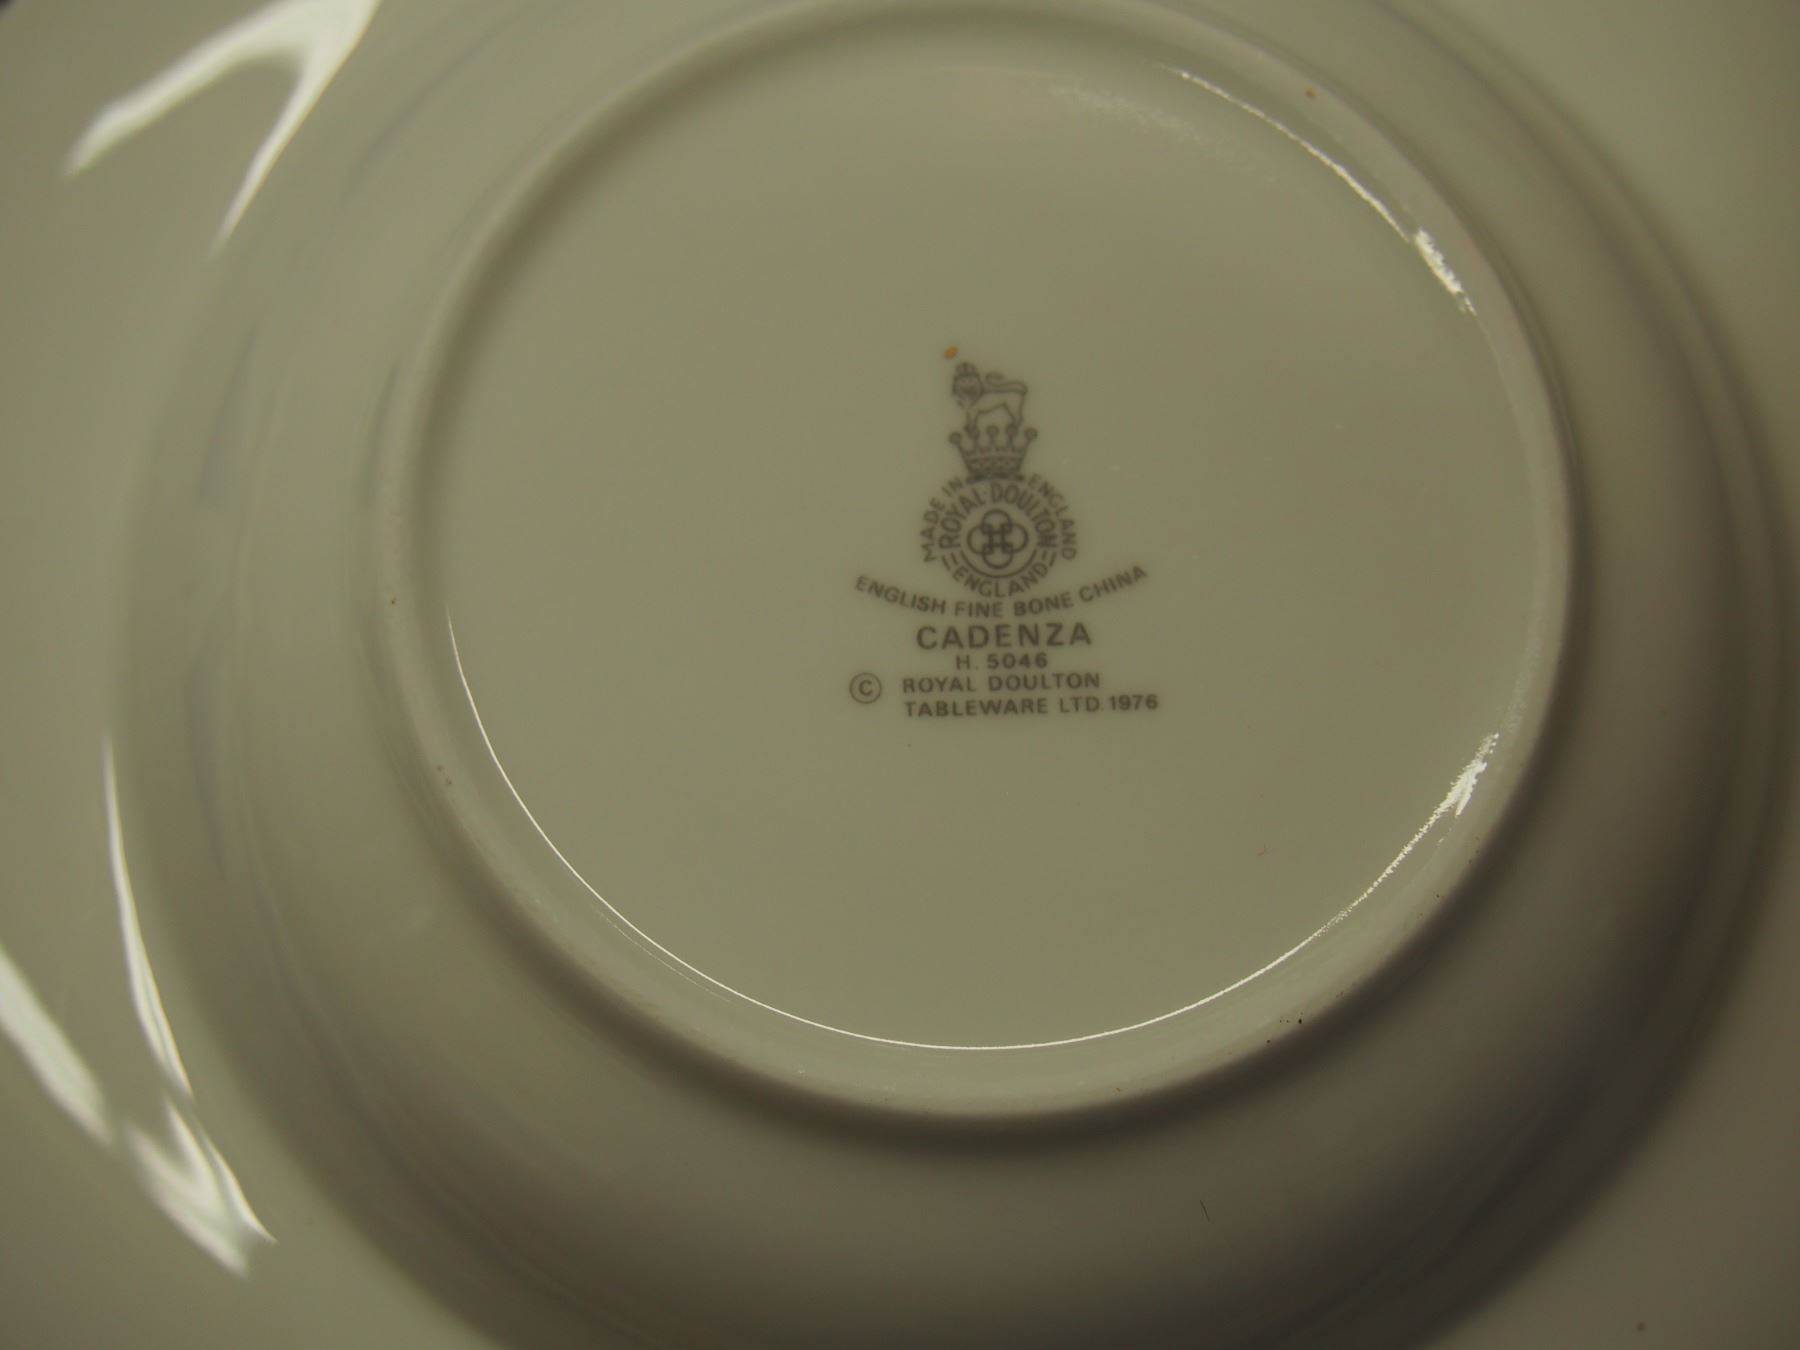 MADE IN ENGLAND
ROYAL·DOULTON
ENGLAND
ENGLISH FINE BONE CHINA
CADENZA
H. 5046
© ROYAL DOULTON
TABLEWARE LTD. 1976